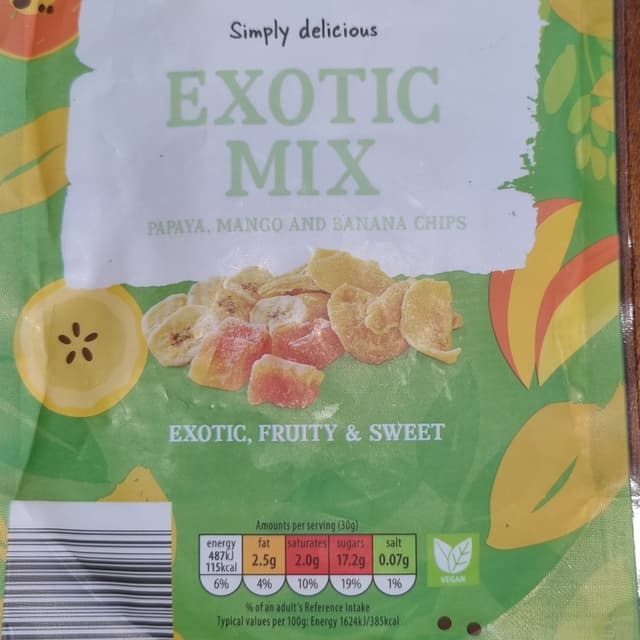 Simply delicious
EXOTIC
MIX
PAPAYA, MANGO AND BANANA CHIPS
EXOTIC, FRUITY & SWEET
Amounts per serving (30g)
energy fat saturates sugars salt
487kJ
115kcal 2.5g 2.0g 17.2g 0.07g
6% 4% 10% 19% 1%
VEGAN
% of an adult's Reference Intake
Typical values per 100g: Energy 1624kJ/385kcal